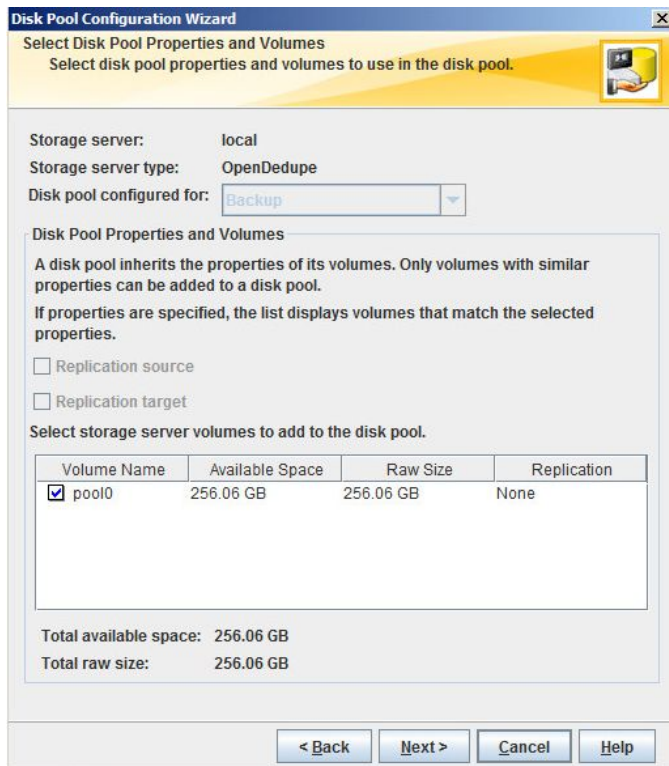 Disk Pool Configuration Wizard
Select Disk Pool Properties and Volumes
Select disk pool properties and volumes to use in the disk pool.
Storage server: local
Storage server type: OpenDedupe
Disk pool configured for: Backup
Disk Pool Properties and Volumes
A disk pool inherits the properties of its volumes. Only volumes with similar
properties can be added to a disk pool.
If properties are specified, the list displays volumes that match the selected
properties.
Replication source
Replication target
Select storage server volumes to add to the disk pool.
Volume Name Available Space Raw Size Replication
pool0 256.06 GB 256.06 GB None
Total available space: 256.06 GB
Total raw size: 256.06 GB
< Back Next > Cancel Help